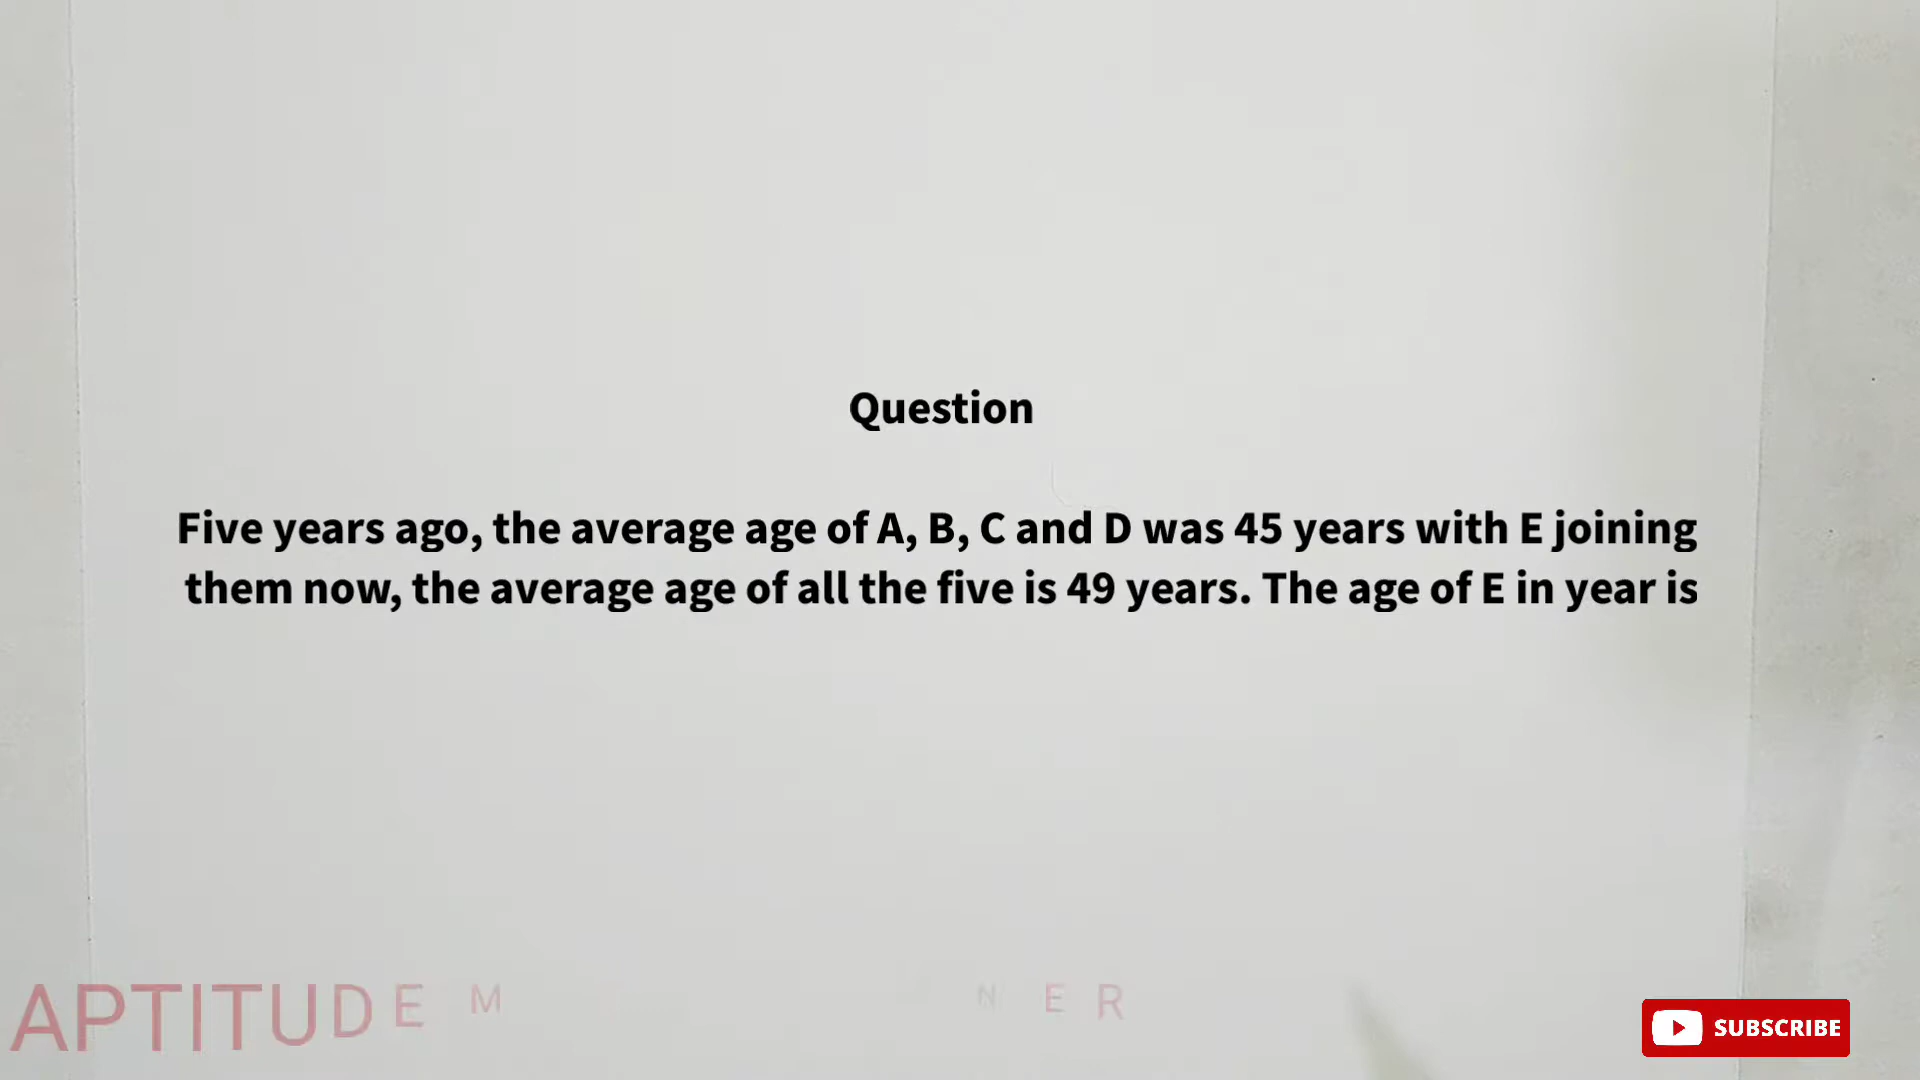 Question
Five years ago, the average age of A, B, C and D was 45 years with E joining
them now, the average age of all the five is 49 years. The age of E in year is
APTITUDE M N E R
SUBSCRIBE